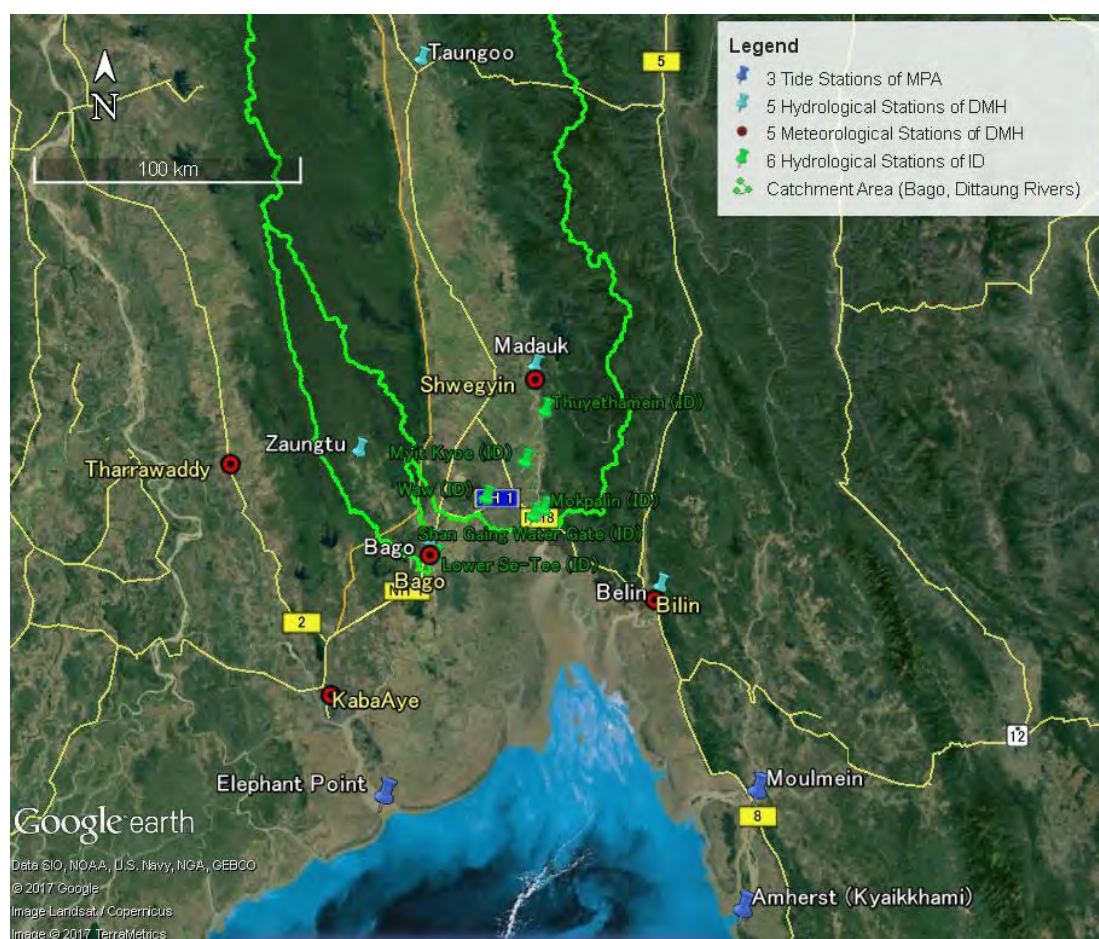 Taungoo
5
N
100 km
Legend
3 Tide Stations of MPA
5 Hydrological Stations of DMH
5 Meteorological Stations of DMH
6 Hydrological Stations of ID
Catchment Area (Bago, Dittaung Rivers)
Madauk
Shwegyin
Thuyethamein (ID)
Zaungtu
Myit Kyoe (ID)
Tharrawaddy
Waw (ID)
Mokpalin (ID)
Shan Gaing Water Gate (ID)
Bago
Lower Se-Tee (ID)
Bago
Belin
Bilin
2
KabaAye
12
Elephant Point
Moulmein
8
Google earth
Data SIO, NOAA, U.S. Navy, NGA, GEBCO
© 2017 Google
Image Landsat / Copernicus
Image © 2017 TerraMetrics
Amherst (Kyaikkhami)